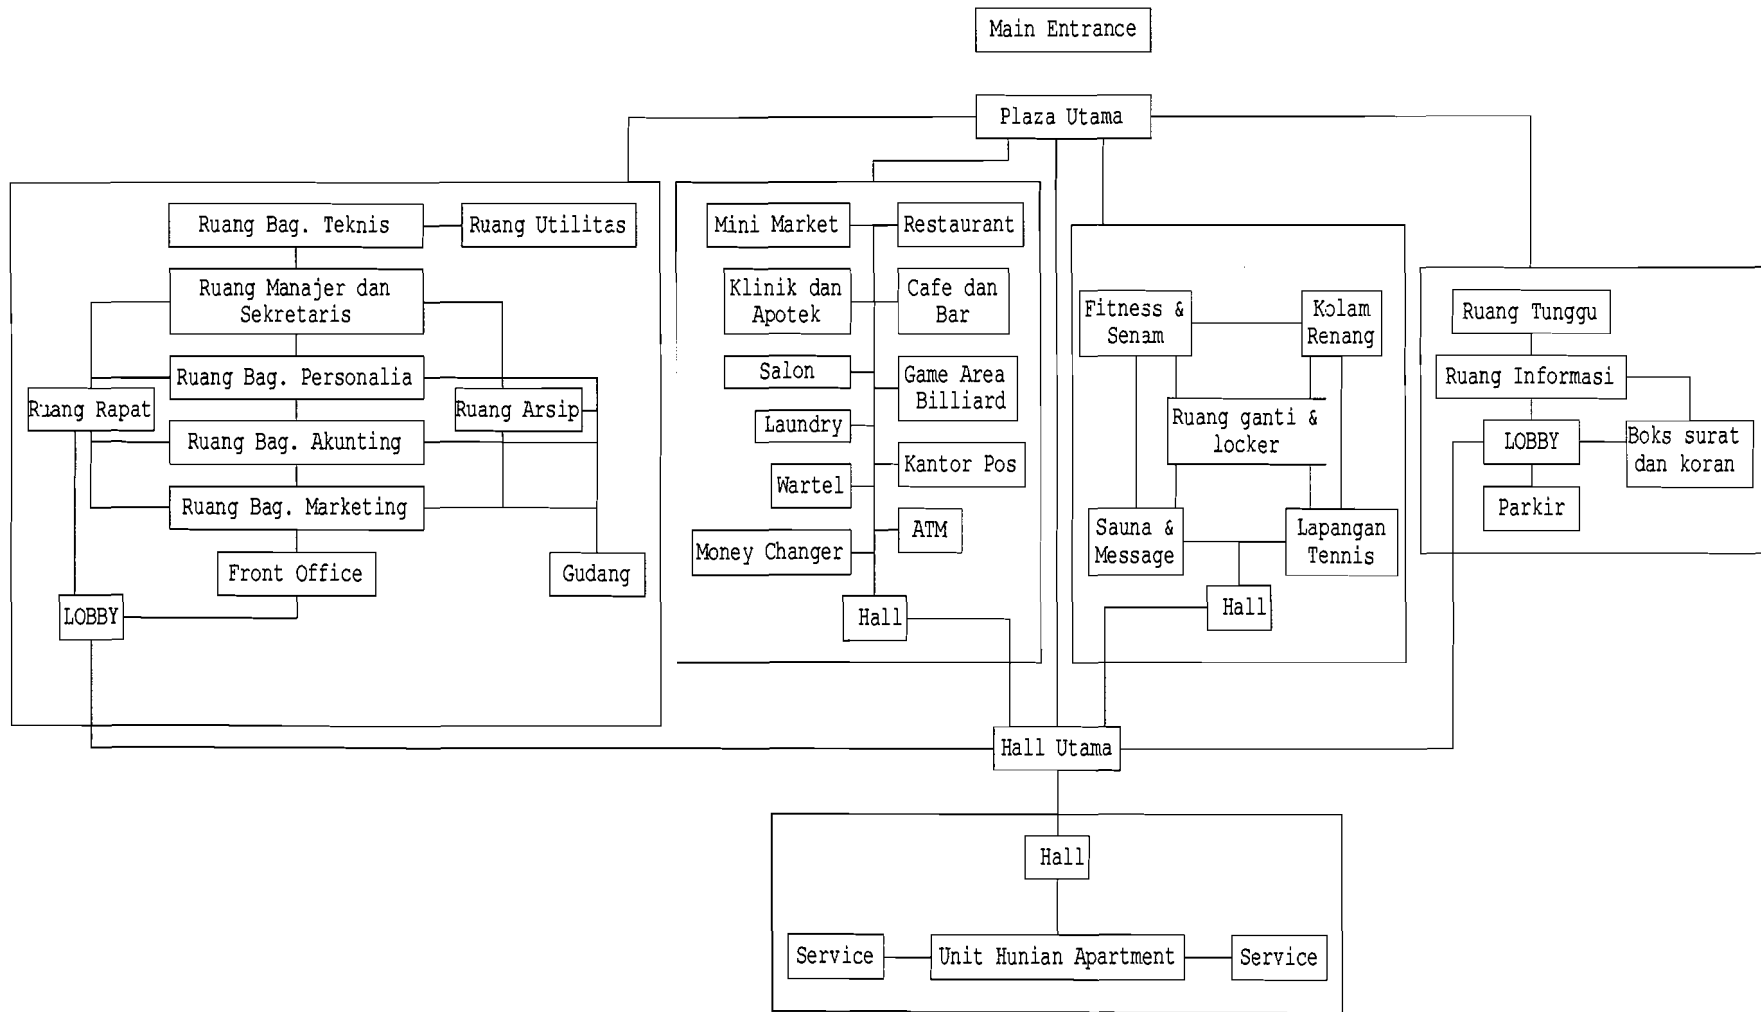 Main Entrance
Plaza Utama
Ruang Bag. Teknis
Ruang Utilitas
Ruang Manajer dan
Sekretaris
Ruang Bag. Personalia
Ruang Rapat
Ruang Arsip
Ruang Bag. Akunting
Ruang Bag. Marketing
Front Office
Gudang
LOBBY
Mini Market
Restaurant
Klinik dan
Apotek
Cafe dan
Bar
Salon
Game Area
Billiard
Laundry
Kantor Pos
Wartel
ATM
Money Changer
Hall
Fitness &
Senam
Kolam
Renang
Ruang ganti &
locker
Sauna &
Message
Lapangan
Tennis
Hall
Ruang Tunggu
Ruang Informasi
LOBBY
Boks surat
dan koran
Parkir
Hall Utama
Hall
Service
Unit Hunian Apartment
Service